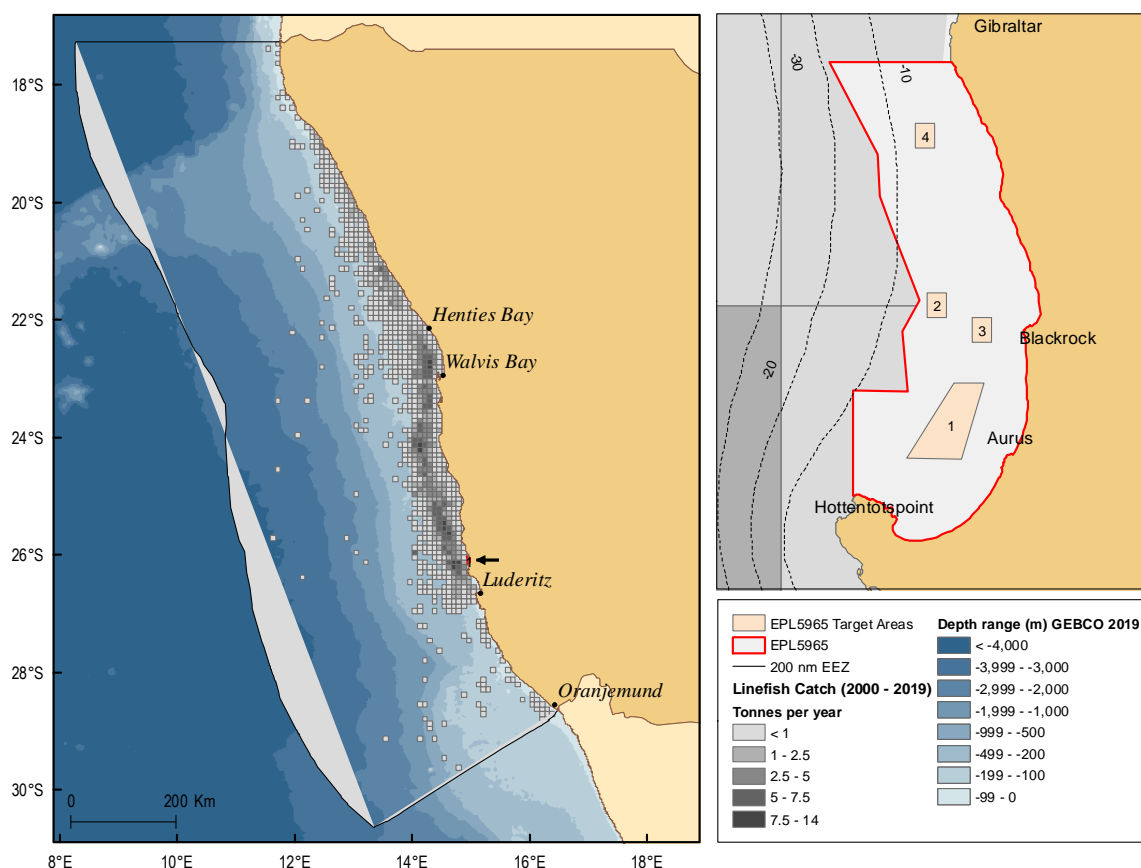 18°S
20°S
22°S
24°S
26°S
28°S
30°S
8°E
10°E
12°E
14°E
16°E
18°E
Henties Bay
Walvis Bay
Luderitz
Oranjemund
0
200 Km
Gibraltar
-30
-10
4
2
3
Blackrock
-20
1
Aurus
Hottentotspoint
EPL5965 Target Areas
EPL5965
200 nm EEZ
Linefish Catch (2000 - 2019)
Tonnes per year
< 1
1 - 2.5
2.5 - 5
5 - 7.5
7.5 - 14
Depth range (m) GEBCO 2019
< -4,000
-3,999 - -3,000
-2,999 - -2,000
-1,999 - -1,000
-999 - -500
-499 - -200
-199 - -100
-99 - 0